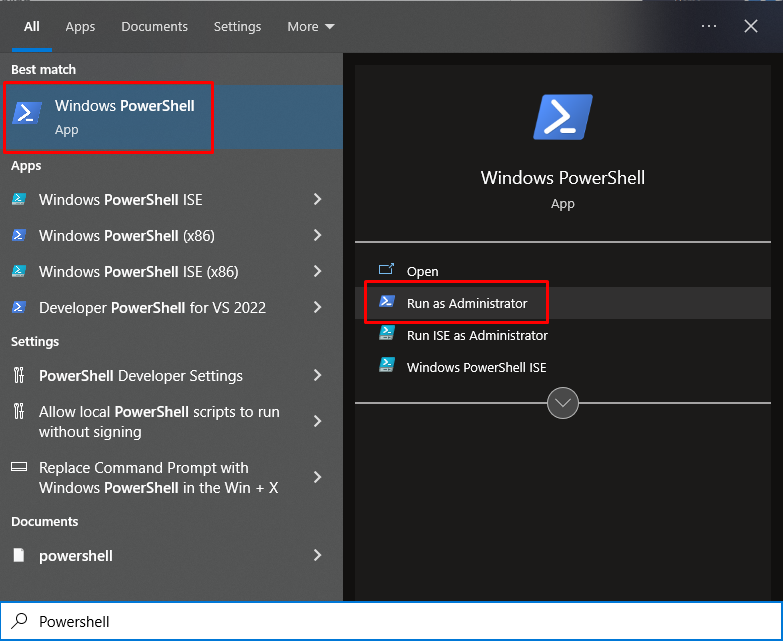 All Apps Documents Settings More
Best match
Windows PowerShell
App
Apps
Windows PowerShell ISE
Windows PowerShell (x86)
Windows PowerShell ISE (x86)
Developer PowerShell for VS 2022
Settings
PowerShell Developer Settings
Allow local PowerShell scripts to run
without signing
Replace Command Prompt with
Windows PowerShell in the Win + X
Documents
powershell
Windows PowerShell
App
Open
Run as Administrator
Run ISE as Administrator
Windows PowerShell ISE
Powershell